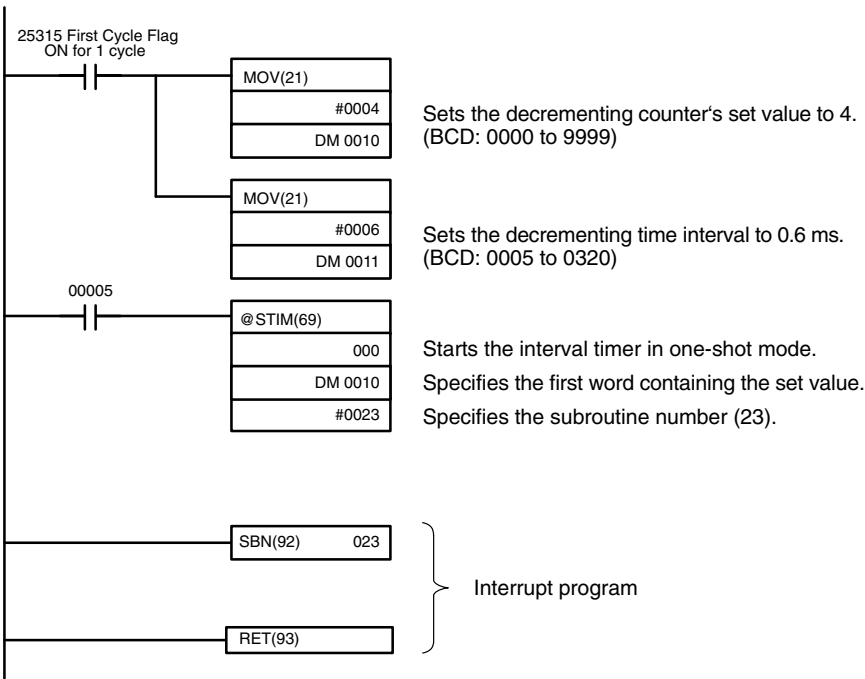 25315 First Cycle Flag
ON for 1 cycle
MOV(21)
#0004
DM 0010
Sets the decrementing counter‘s set value to 4.
(BCD: 0000 to 9999)
MOV(21)
#0006
DM 0011
Sets the decrementing time interval to 0.6 ms.
(BCD: 0005 to 0320)
00005
@STIM(69)
000
Starts the interval timer in one-shot mode.
DM 0010
Specifies the first word containing the set value.
#0023
Specifies the subroutine number (23).
SBN(92) 023
Interrupt program
RET(93)